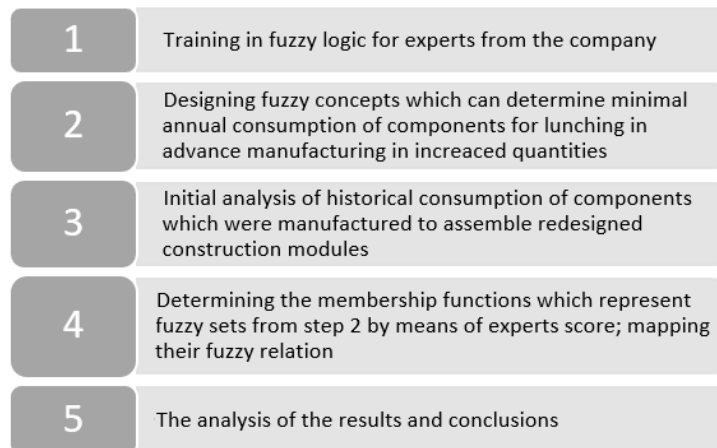 1
Training in fuzzy logic for experts from the company
2
Designing fuzzy concepts which can determine minimal
annual consumption of components for lunching in
advance manufacturing in increaced quantities
3
Initial analysis of historical consumption of components
which were manufactured to assemble redesigned
construction modules
4
Determining the membership functions which represent
fuzzy sets from step 2 by means of experts score; mapping
their fuzzy relation
5
The analysis of the results and conclusions